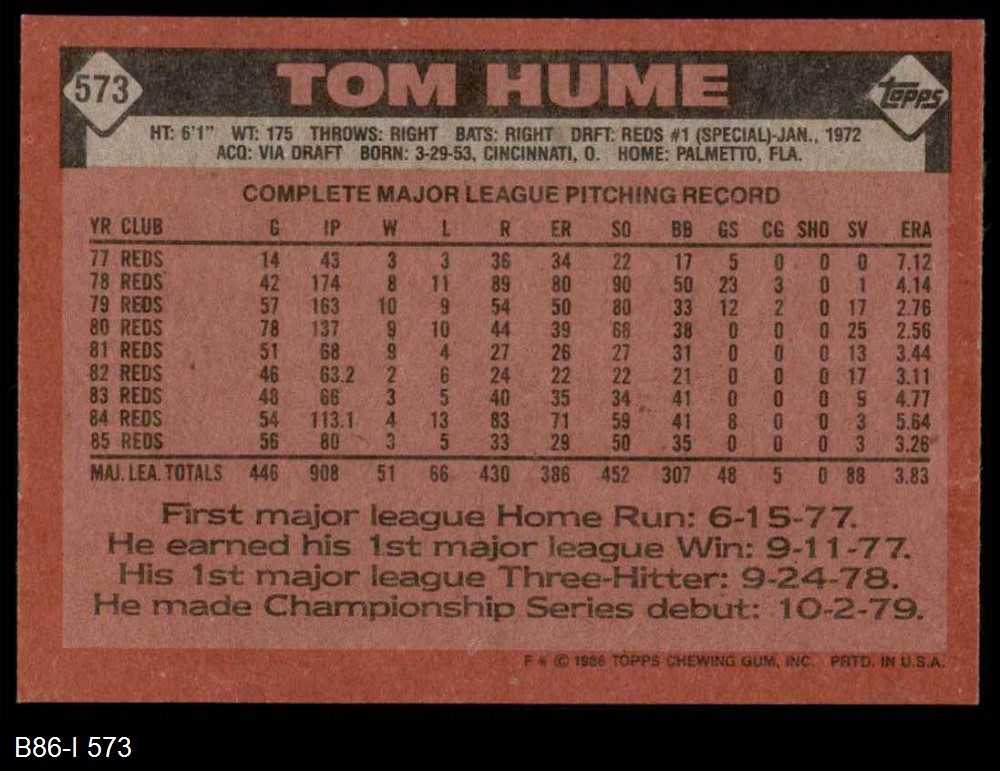 573 TOM HUME Topps
HT: 6'1" WT: 175 THROWS: RIGHT BATS: RIGHT DRFT: REDS #1 (SPECIAL)-JAN., 1972
ACQ: VIA DRAFT BORN: 3-29-53, CINCINNATI, O. HOME: PALMETTO, FLA.
COMPLETE MAJOR LEAGUE PITCHING RECORD
YR CLUB G IP W L R ER SO BB GS CG SHO SV ERA
77 REDS 14 43 3 3 36 34 22 17 5 0 0 0 7.12
78 REDS 42 174 8 11 89 80 90 50 23 3 0 1 4.14
79 REDS 57 163 10 9 54 50 80 33 12 2 0 17 2.76
80 REDS 78 137 9 10 44 39 68 38 0 0 0 25 2.56
81 REDS 51 68 9 4 27 26 27 31 0 0 0 13 3.44
82 REDS 46 63.2 2 6 24 22 22 21 0 0 0 17 3.11
83 REDS 48 66 3 5 40 35 34 41 0 0 0 9 4.77
84 REDS 54 113.1 4 13 83 71 59 41 8 0 0 3 5.64
85 REDS 56 80 3 5 33 29 50 35 0 0 0 3 3.26
MAJ. LEA. TOTALS 446 908 51 66 430 386 452 307 48 5 0 88 3.83
First major league Home Run: 6-15-77.
He earned his 1st major league Win: 9-11-77.
His 1st major league Three-Hitter: 9-24-78.
He made Championship Series debut: 10-2-79.
F * © 1986 TOPPS CHEWING GUM, INC. PRTD. IN U.S.A.
B86-I 573